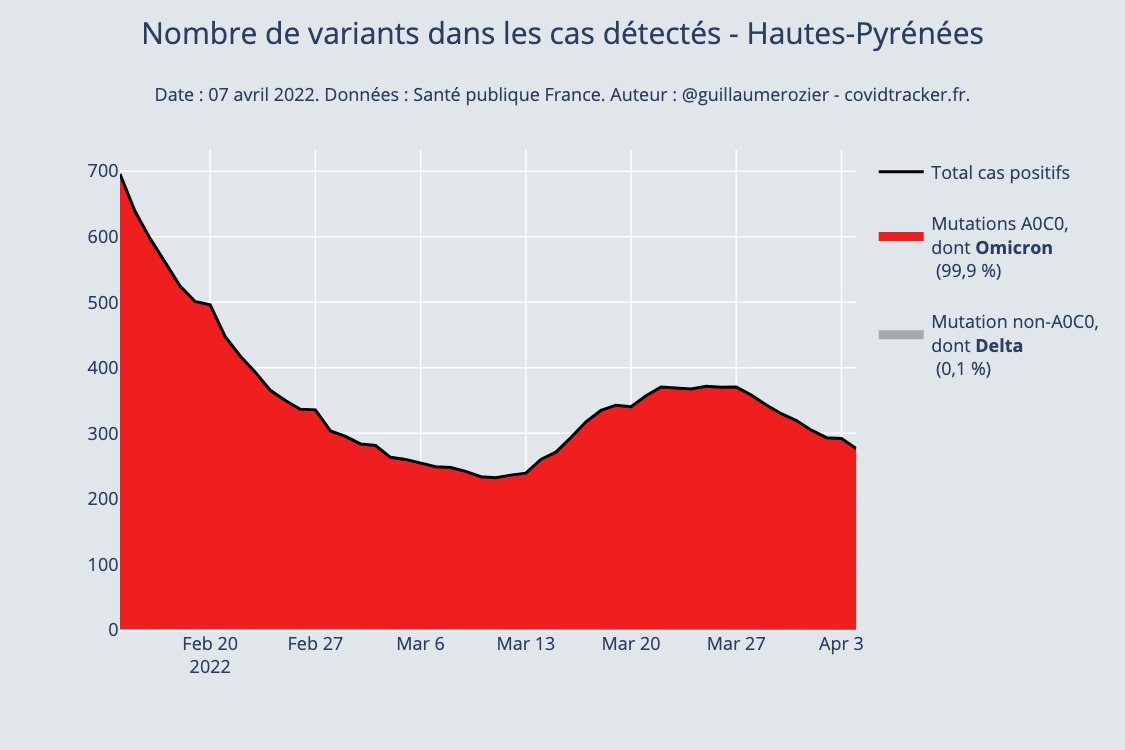 Nombre de variants dans les cas détectés - Hautes-Pyrénées
Date : 07 avril 2022. Données : Santé publique France. Auteur : @guillaumerozier - covidtracker.fr.
700
600
500
400
300
200
100
0
Feb 20
2022
Feb 27
Mar 6
Mar 13
Mar 20
Mar 27
Apr 3
Total cas positifs
Mutations A0C0,
dont Omicron
(99,9 %)
Mutation non-A0C0,
dont Delta
(0,1 %)